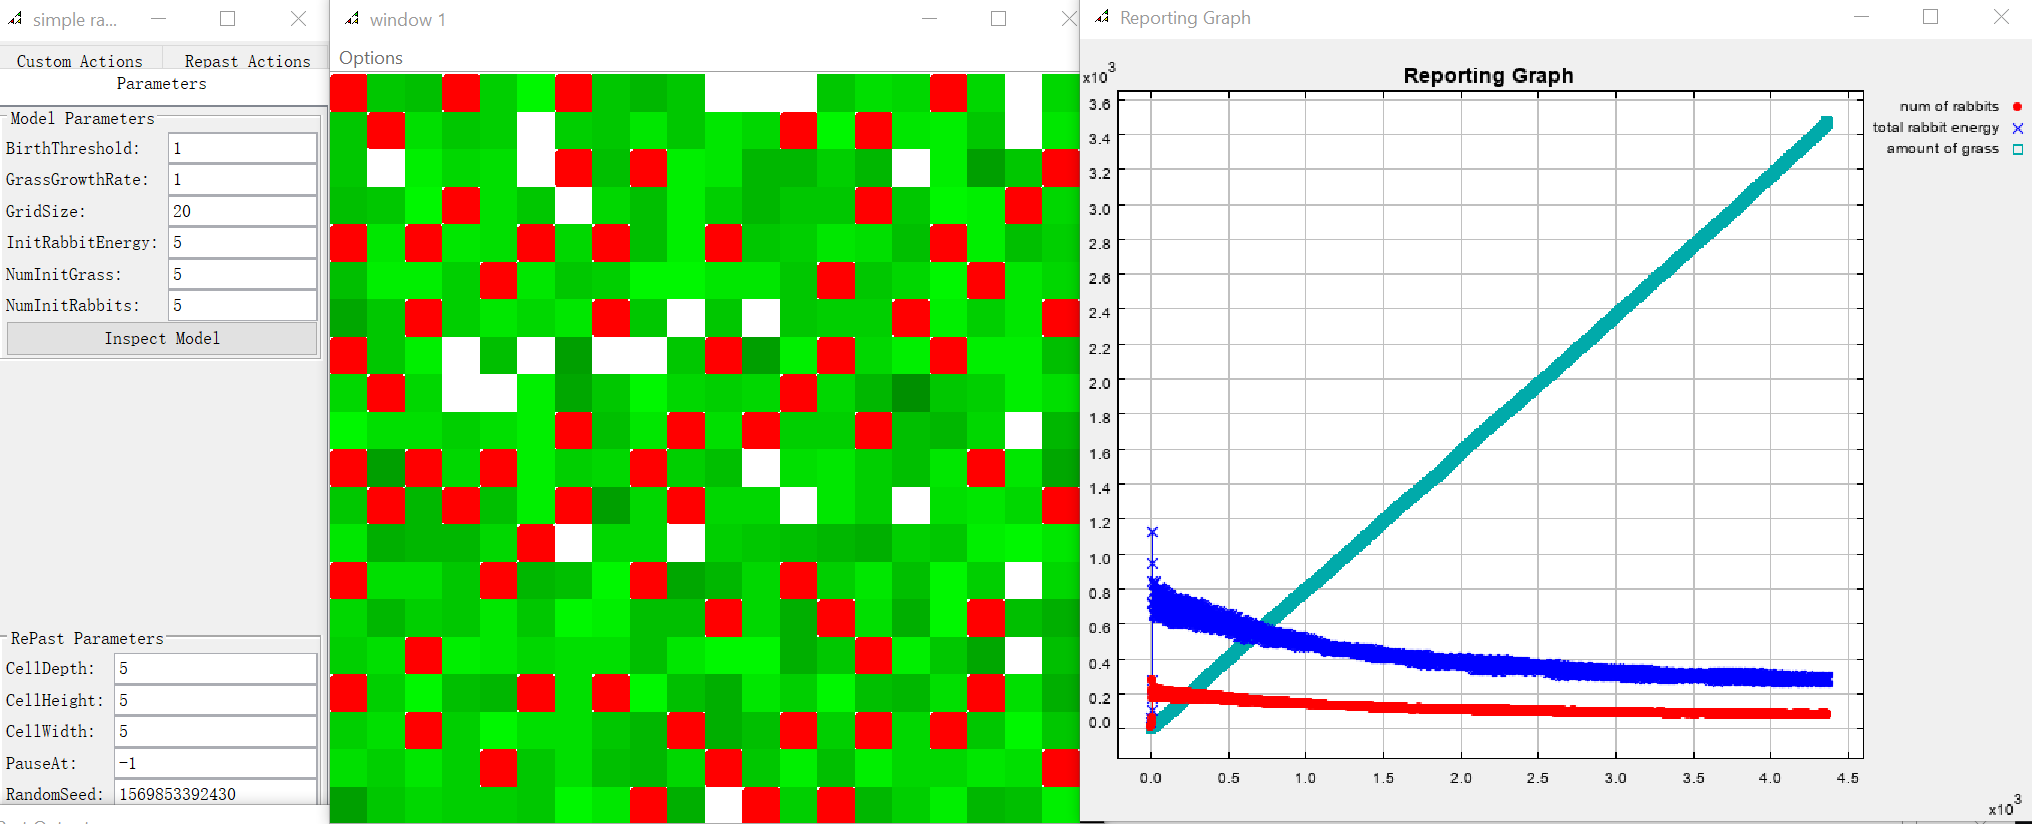 simple ra...
Custom Actions Repast Actions
Parameters
Model Parameters
BirthThreshold: 1
GrassGrowthRate: 1
GridSize: 20
InitRabbitEnergy: 5
NumInitGrass: 5
NumInitRabbits: 5
Inspect Model
RePast Parameters
CellDepth: 5
CellHeight: 5
CellWidth: 5
PauseAt: -1
RandomSeed: 1569853392430
window 1
Options
Reporting Graph
Reporting Graph
x10^3
3.6
3.4
3.2
3.0
2.8
2.6
2.4
2.2
2.0
1.8
1.6
1.4
1.2
1.0
0.8
0.6
0.4
0.2
0.0
0.0 0.5 1.0 1.5 2.0 2.5 3.0 3.5 4.0 4.5
x10^3
num of rabbits
total rabbit energy
amount of grass